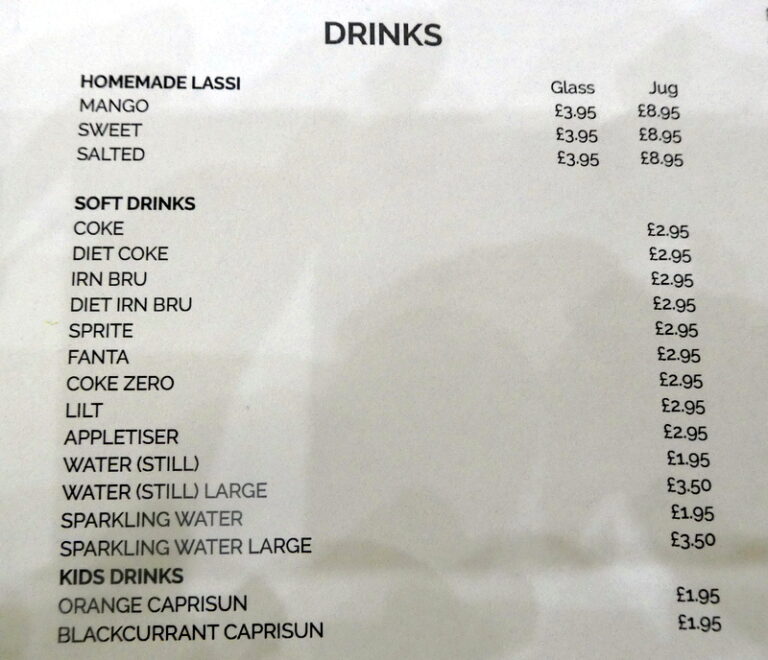 DRINKS
HOMEMADE LASSI Glass Jug
MANGO £3.95 £8.95
SWEET £3.95 £8.95
SALTED £3.95 £8.95
SOFT DRINKS
COKE £2.95
DIET COKE £2.95
IRN BRU £2.95
DIET IRN BRU £2.95
SPRITE £2.95
FANTA £2.95
COKE ZERO £2.95
LILT £2.95
APPLETISER £2.95
WATER (STILL) £1.95
WATER (STILL) LARGE £3.50
SPARKLING WATER £1.95
SPARKLING WATER LARGE £3.50
KIDS DRINKS
ORANGE CAPRISUN £1.95
BLACKCURRANT CAPRISUN £1.95